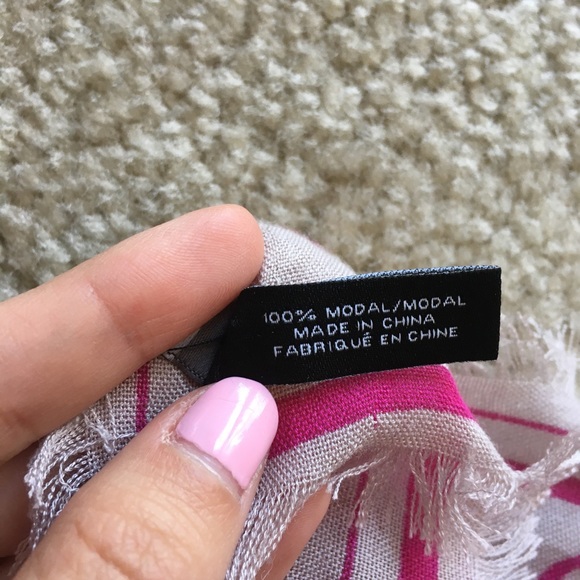 100% MODAL/MODAL
MADE IN CHINA
FABRIQUÉ EN CHINE